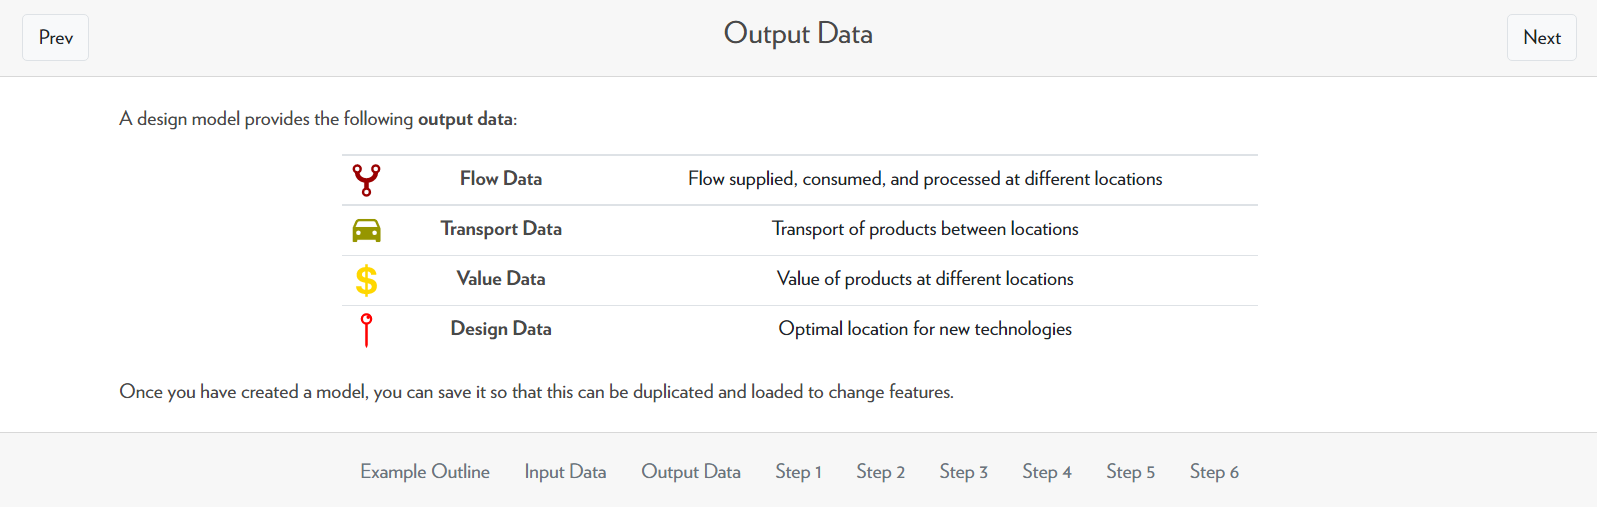 Prev
Output Data
Next
A design model provides the following output data:
Flow Data Flow supplied, consumed, and processed at different locations
Transport Data Transport of products between locations
$ Value Data Value of products at different locations
Design Data Optimal location for new technologies
Once you have created a model, you can save it so that this can be duplicated and loaded to change features.
Example Outline Input Data Output Data Step 1 Step 2 Step 3 Step 4 Step 5 Step 6